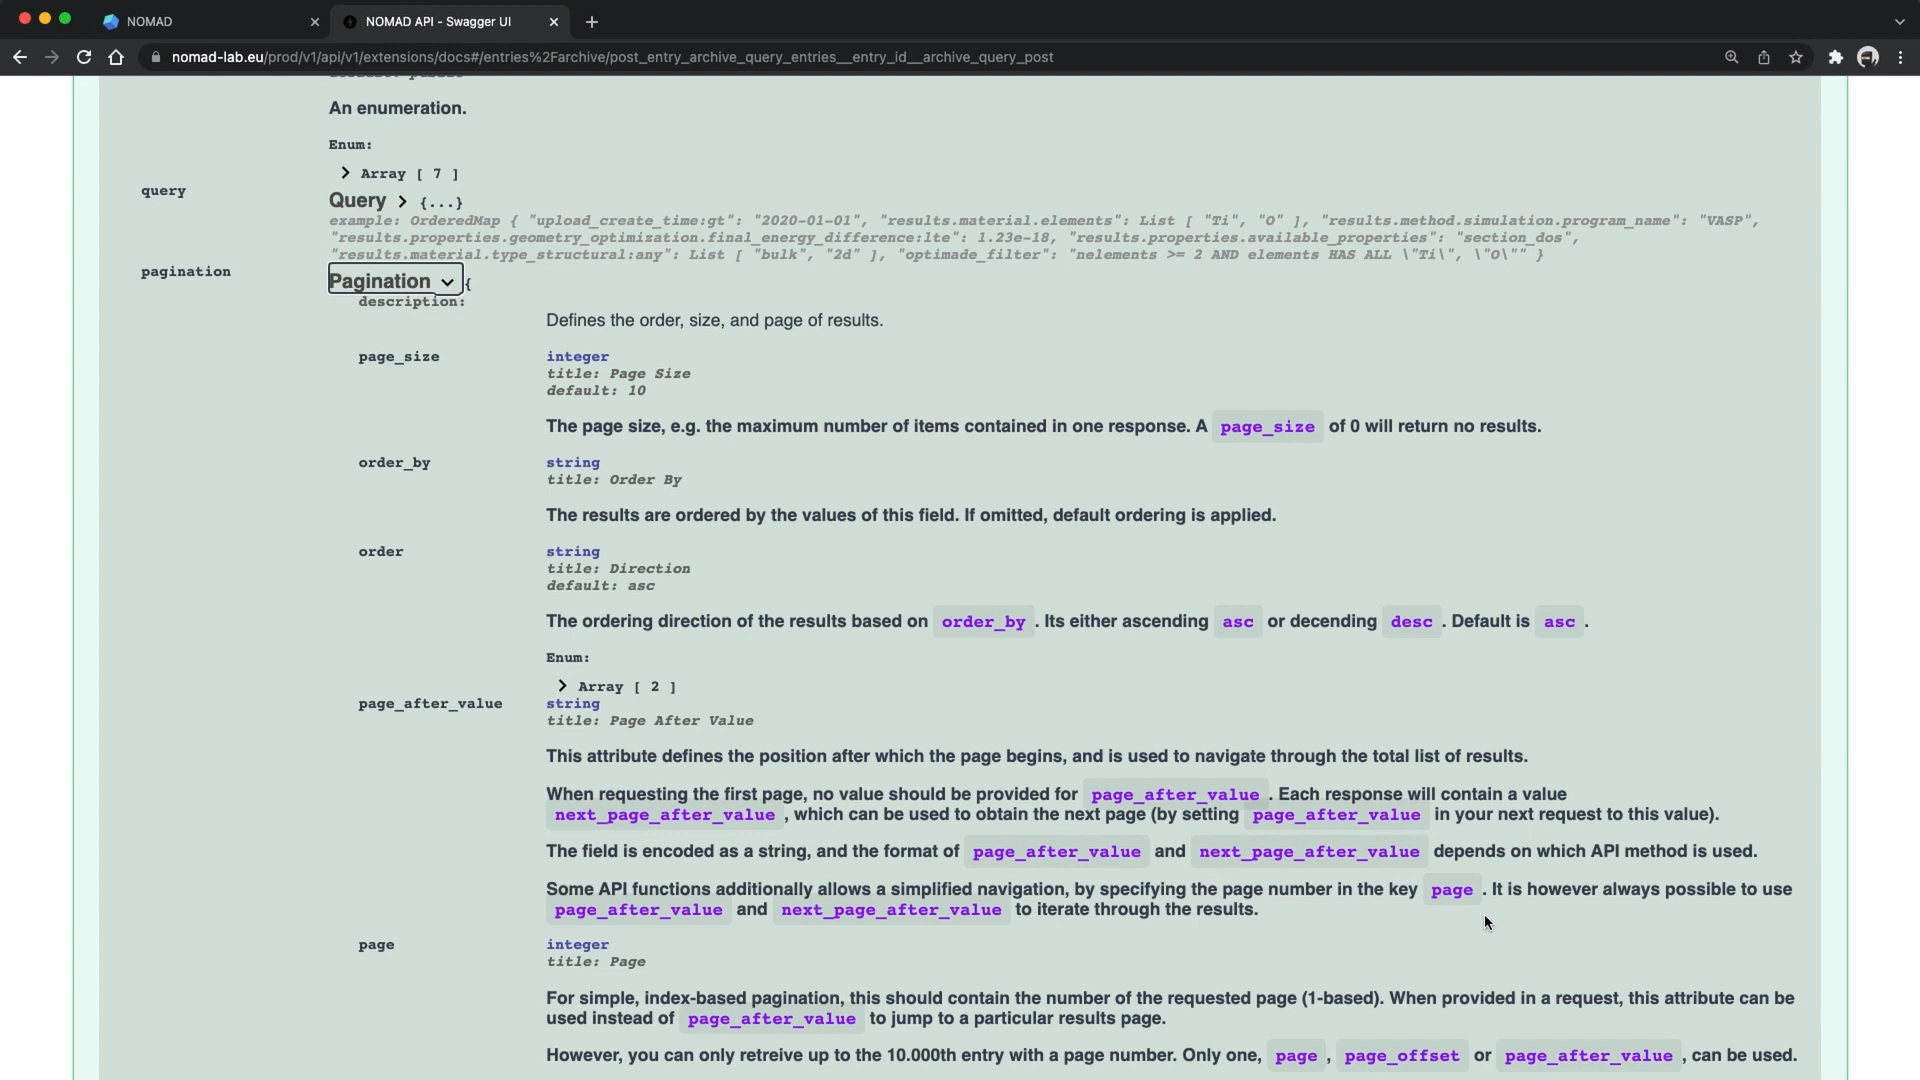 NOMAD
NOMAD API - Swagger UI
nomad-lab.eu/prod/v1/api/v1/extensions/docs#/entries%2Farchive/post_entry_archive_query_entries__entry_id__archive_query_post
An enumeration.
Enum:
Array [ 7 ]
query
Query {...}
example: OrderedMap { "upload_create_time:gt": "2020-01-01", "results.material.elements": List [ "Ti", "O" ], "results.method.simulation.program_name": "VASP",
"results.properties.geometry_optimization.final_energy_difference:lte": 1.23e-18, "results.properties.available_properties": "section_dos",
"results.material.type_structural:any": List [ "bulk", "2d" ], "optimade_filter": "nelements >= 2 AND elements HAS ALL \"Ti\", \"O\"" }
pagination
Pagination {
description:
Defines the order, size, and page of results.
page_size
integer
title: Page Size
default: 10
The page size, e.g. the maximum number of items contained in one response. A page_size of 0 will return no results.
order_by
string
title: Order By
The results are ordered by the values of this field. If omitted, default ordering is applied.
order
string
title: Direction
default: asc
The ordering direction of the results based on order_by . Its either ascending asc or decending desc . Default is asc .
Enum:
Array [ 2 ]
page_after_value
string
title: Page After Value
This attribute defines the position after which the page begins, and is used to navigate through the total list of results.
When requesting the first page, no value should be provided for page_after_value . Each response will contain a value
next_page_after_value , which can be used to obtain the next page (by setting page_after_value in your next request to this value).
The field is encoded as a string, and the format of page_after_value and next_page_after_value depends on which API method is used.
Some API functions additionally allows a simplified navigation, by specifying the page number in the key page . It is however always possible to use
page_after_value and next_page_after_value to iterate through the results.
page
integer
title: Page
For simple, index-based pagination, this should contain the number of the requested page (1-based). When provided in a request, this attribute can be
used instead of page_after_value to jump to a particular results page.
However, you can only retreive up to the 10.000th entry with a page number. Only one, page , page_offset or page_after_value , can be used.